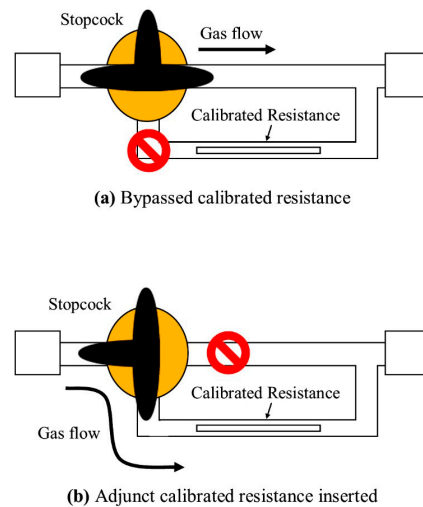 Stopcock
Gas flow
Calibrated Resistance
(a) Bypassed calibrated resistance
Stopcock
Calibrated Resistance
Gas flow
(b) Adjunct calibrated resistance inserted